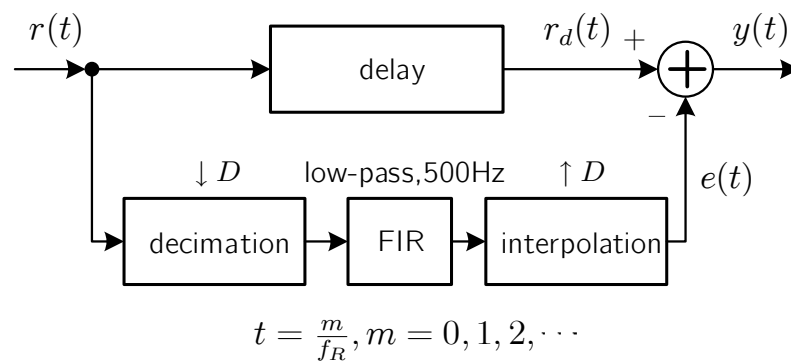 r(t)
delay
r_d(t)
+
y(t)
−
↓ D
low-pass,500Hz
↑ D
e(t)
decimation
FIR
interpolation
t = m/f_R, m = 0, 1, 2, ⋯